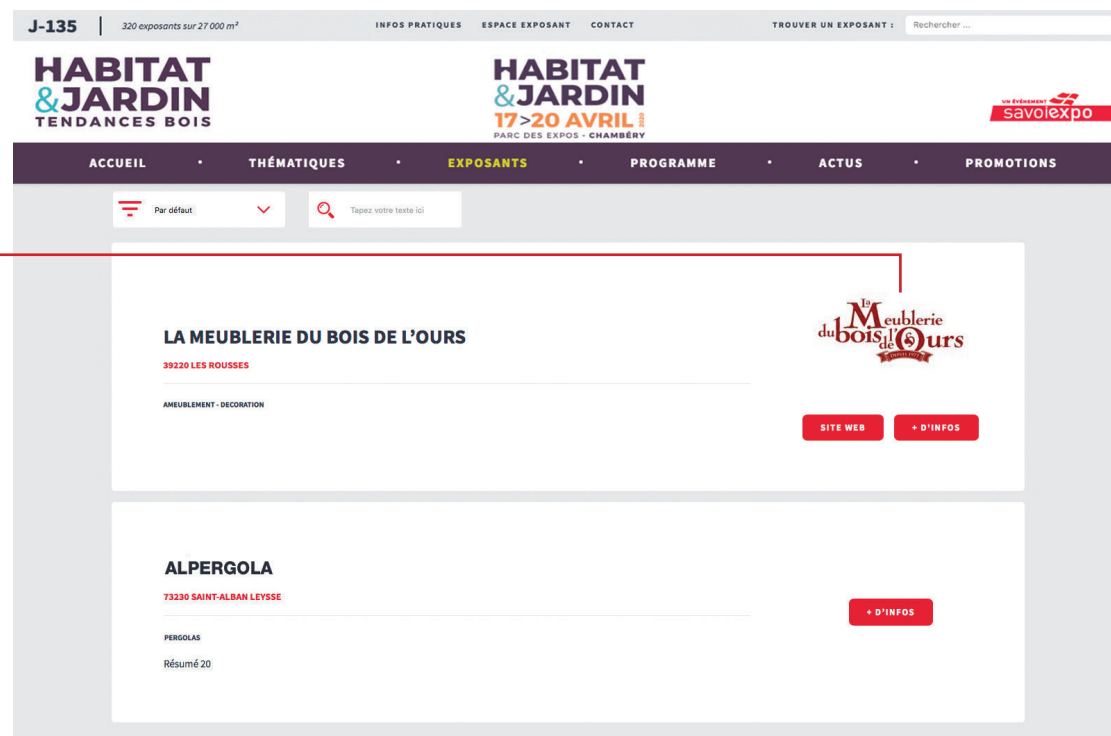 J-135
320 exposants sur 27 000 m²
INFOS PRATIQUES ESPACE EXPOSANT CONTACT
TROUVER UN EXPOSANT :
Rechercher ...
HABITAT
&JARDIN
TENDANCES BOIS
HABITAT
&JARDIN
17>20 AVRIL 2020
PARC DES EXPOS - CHAMBÉRY
UN ÉVÉNEMENT
savoiexpo
ACCUEIL • THÉMATIQUES • EXPOSANTS • PROGRAMME • ACTUS • PROMOTIONS
Par défaut
Tapez votre texte ici
LA MEUBLERIE DU BOIS DE L'OURS
39220 LES ROUSSES
AMEUBLEMENT - DECORATION
la
Meublerie
du bois de l'Ours
DEPUIS 1977
SITE WEB
+ D'INFOS
ALPERGOLA
73230 SAINT-ALBAN LEYSSE
PERGOLAS
Résumé 20
+ D'INFOS